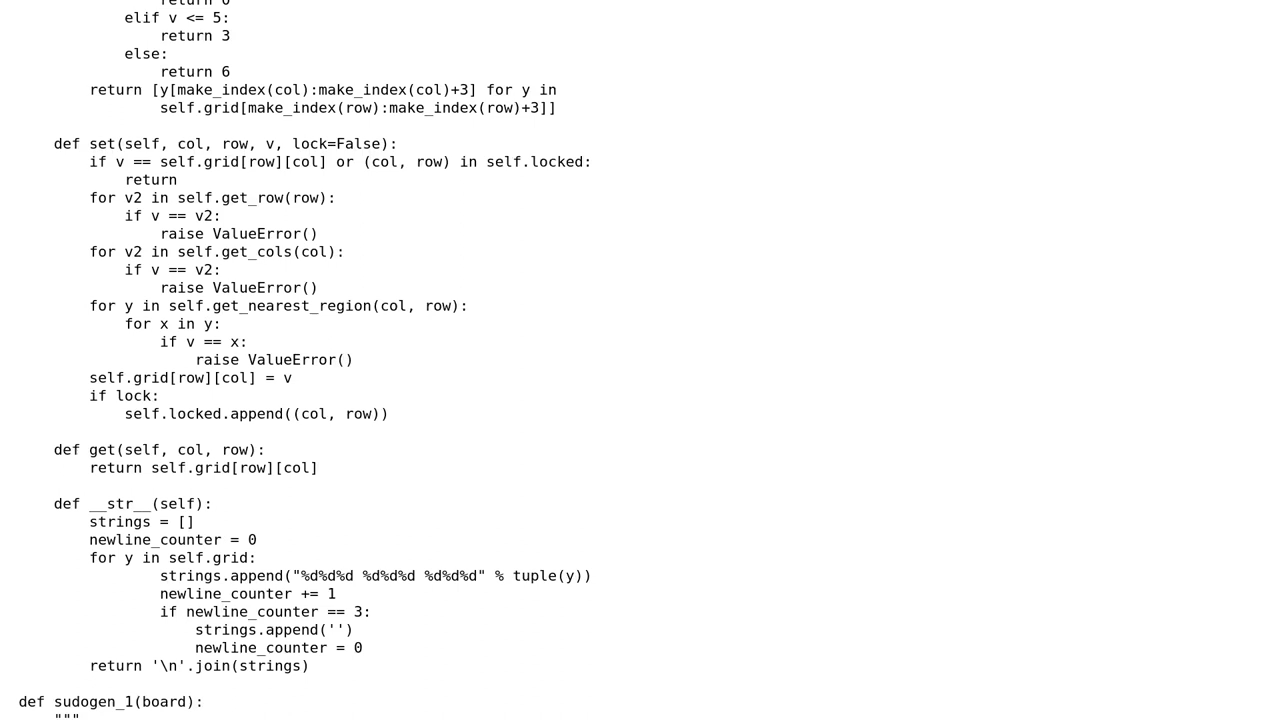 return 0
            elif v <= 5:
                return 3
            else:
                return 6
        return [y[make_index(col):make_index(col)+3] for y in
                self.grid[make_index(row):make_index(row)+3]]

    def set(self, col, row, v, lock=False):
        if v == self.grid[row][col] or (col, row) in self.locked:
            return
        for v2 in self.get_row(row):
            if v == v2:
                raise ValueError()
        for v2 in self.get_cols(col):
            if v == v2:
                raise ValueError()
        for y in self.get_nearest_region(col, row):
            for x in y:
                if v == x:
                    raise ValueError()
        self.grid[row][col] = v
        if lock:
            self.locked.append((col, row))

    def get(self, col, row):
        return self.grid[row][col]

    def __str__(self):
        strings = []
        newline_counter = 0
        for y in self.grid:
                strings.append("%d%d%d %d%d%d %d%d%d" % tuple(y))
                newline_counter += 1
                if newline_counter == 3:
                    strings.append('')
                    newline_counter = 0
        return '\n'.join(strings)

def sudogen_1(board):
    """